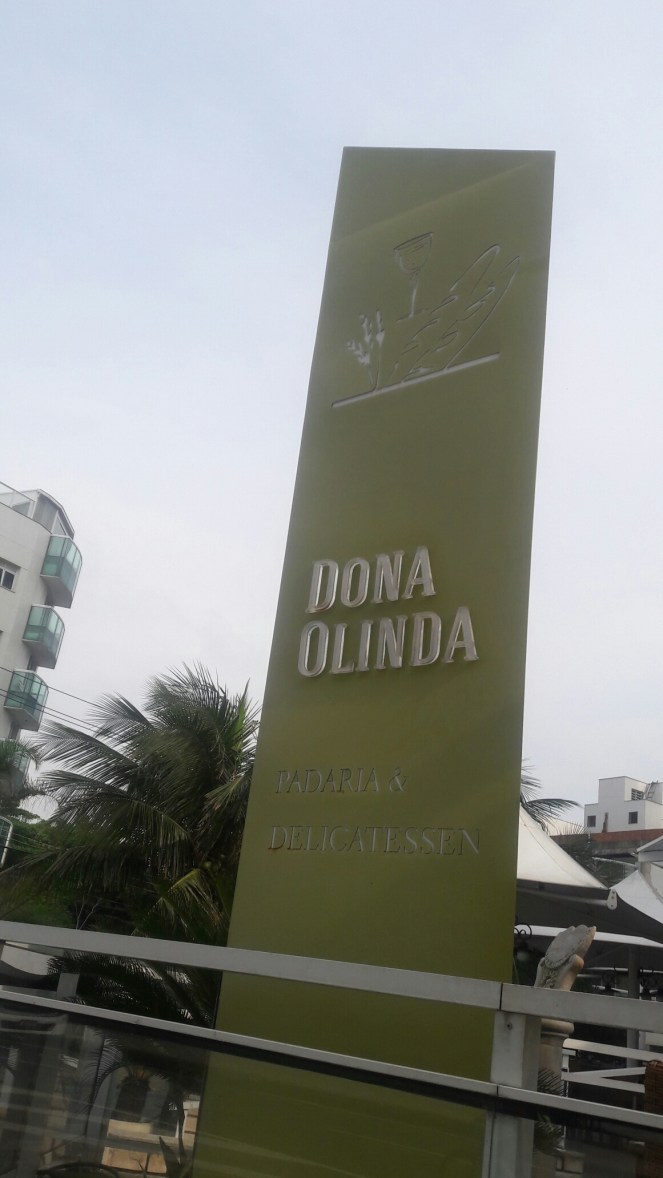 DONA
OLINDA
PADARIA &
DELICATESSEN